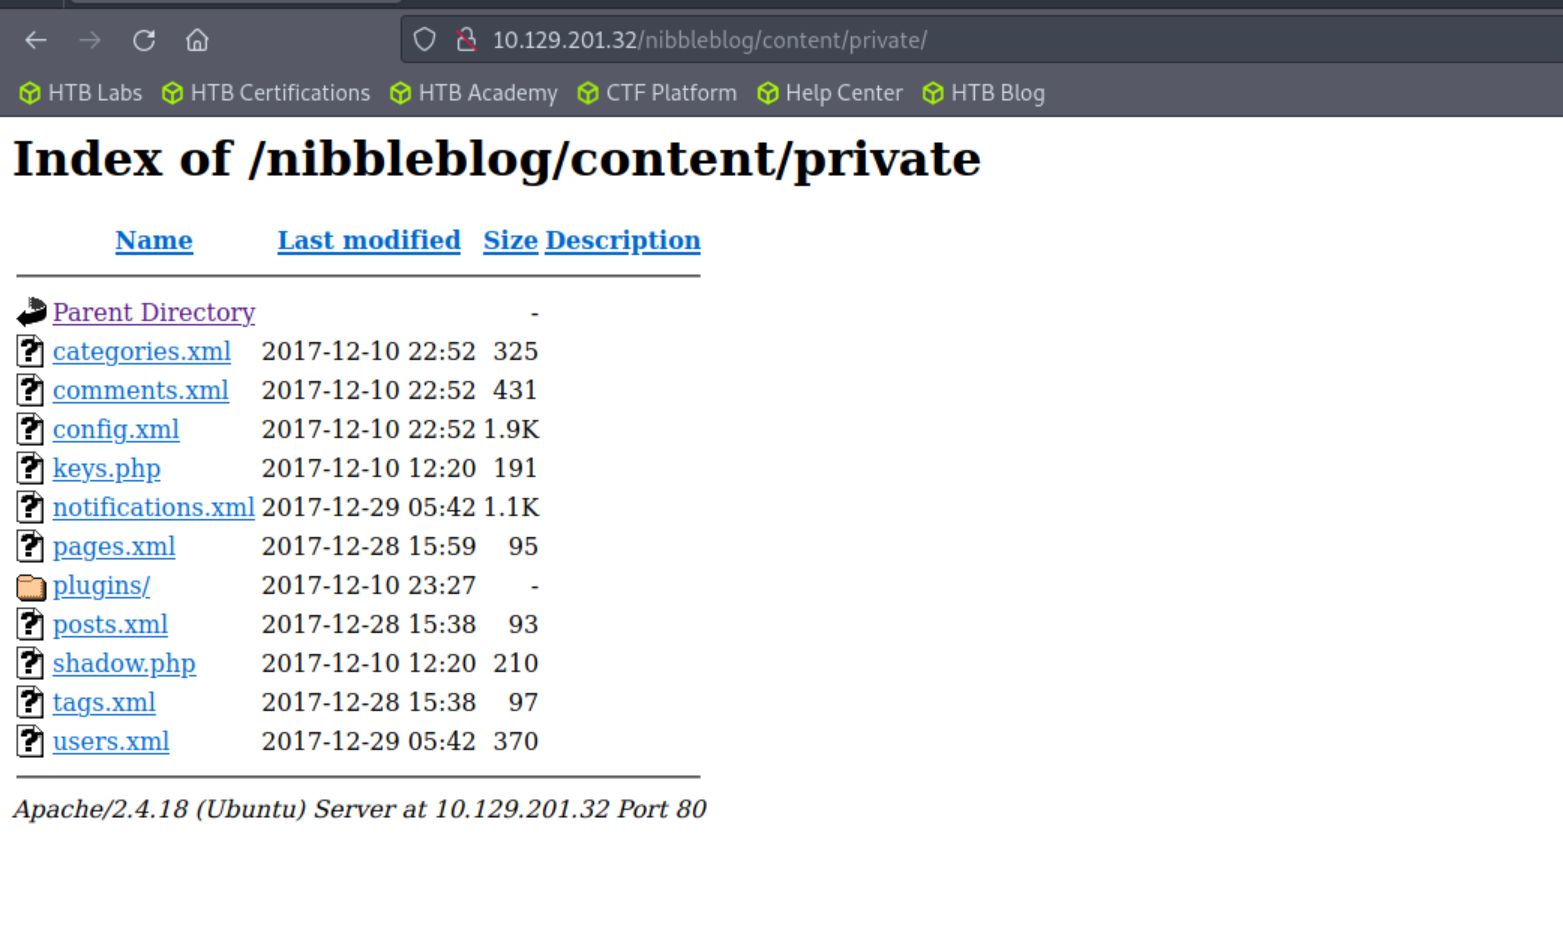 10.129.201.32/nibbleblog/content/private/
HTB Labs HTB Certifications HTB Academy CTF Platform Help Center HTB Blog
Index of /nibbleblog/content/private
Name Last modified Size Description
Parent Directory -
categories.xml 2017-12-10 22:52 325
comments.xml 2017-12-10 22:52 431
config.xml 2017-12-10 22:52 1.9K
keys.php 2017-12-10 12:20 191
notifications.xml 2017-12-29 05:42 1.1K
pages.xml 2017-12-28 15:59 95
plugins/ 2017-12-10 23:27 -
posts.xml 2017-12-28 15:38 93
shadow.php 2017-12-10 12:20 210
tags.xml 2017-12-28 15:38 97
users.xml 2017-12-29 05:42 370
Apache/2.4.18 (Ubuntu) Server at 10.129.201.32 Port 80